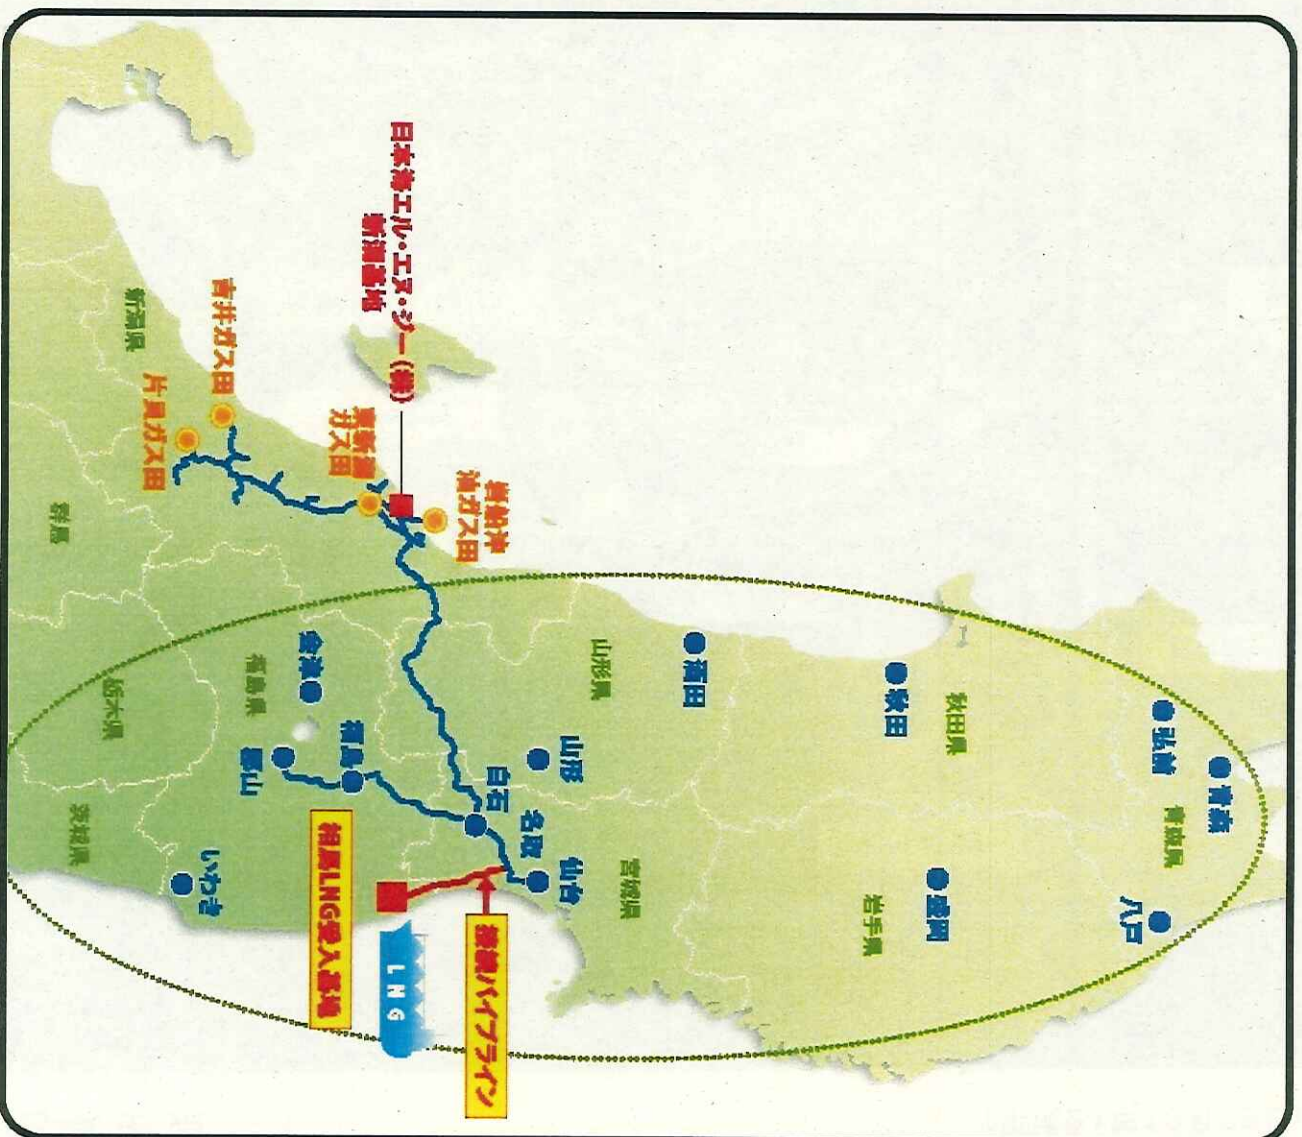 青森県
青森
弘前
八戸
秋田県
秋田
盛岡
岩手県
酒田
山形県
宮城県
山形
仙台
名取
白石
岩船沖
油ガス田
日本海エル・エヌ・ジー（株）
新潟基地
東新潟
ガス田
接続パイプライン
LNG
相馬LNG受入基地
福島
会津
福島県
郡山
吉井ガス田
いわき
片貝ガス田
新潟県
栃木県
茨城県
群馬